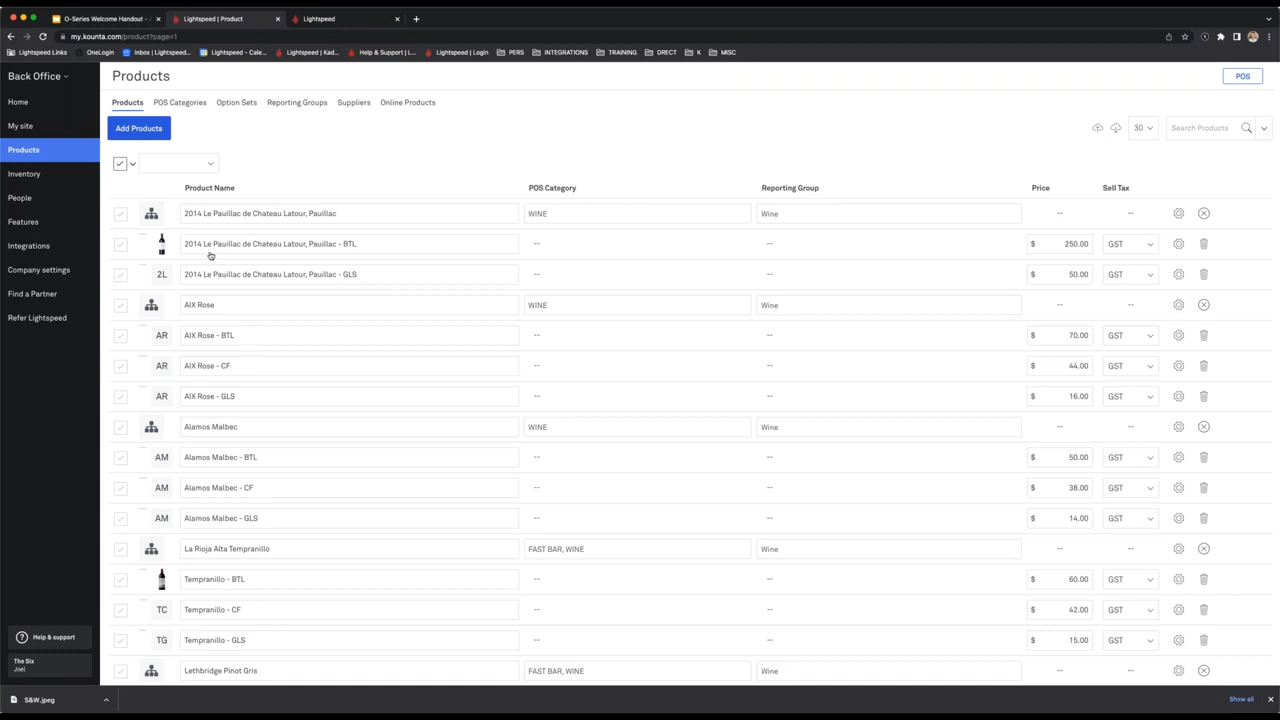 O-Series Welcome Handout -
Lightspeed | Product
Lightspeed
my.kounta.com/product?page=1
Lightspeed Links OneLogin Inbox | Lightspeed... Lightspeed - Cale... Lightspeed | Kad... Help & Support | L... Lightspeed | Login PERS INTEGRATIONS TRAINING DRECT K MISC
Back Office
Products
POS
Home
Products POS Categories Option Sets Reporting Groups Suppliers Online Products
My site
Add Products
30
Search Products
Products
Inventory
People
Features
Integrations
Company settings
Find a Partner
Refer Lightspeed
Product Name POS Category Reporting Group Price Sell Tax
2014 Le Pauillac de Chateau Latour, Pauillac WINE Wine -- --
2014 Le Pauillac de Chateau Latour, Pauillac - BTL -- -- $ 250.00 GST
2L 2014 Le Pauillac de Chateau Latour, Pauillac - GLS -- -- $ 50.00 GST
AIX Rose WINE Wine -- --
AR AIX Rose - BTL -- -- $ 70.00 GST
AR AIX Rose - CF -- -- $ 44.00 GST
AR AIX Rose - GLS -- -- $ 16.00 GST
Alamos Malbec WINE Wine -- --
AM Alamos Malbec - BTL -- -- $ 50.00 GST
AM Alamos Malbec - CF -- -- $ 38.00 GST
AM Alamos Malbec - GLS -- -- $ 14.00 GST
La Rioja Alta Tempranillo FAST BAR, WINE Wine -- --
Tempranillo - BTL -- -- $ 60.00 GST
TC Tempranillo - CF -- -- $ 42.00 GST
TG Tempranillo - GLS -- -- $ 15.00 GST
Lethbridge Pinot Gris FAST BAR, WINE Wine -- --
Help & support
The Six
Joel
S&W.jpeg
Show all